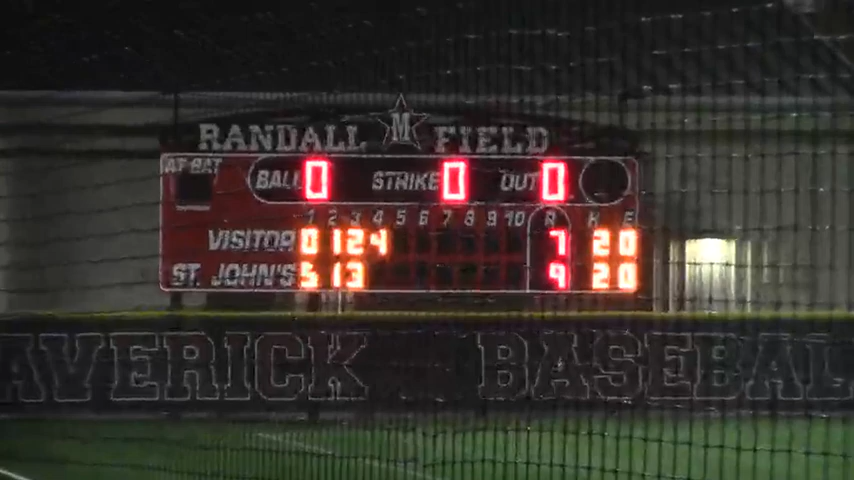 RANDALL M FIELD
AT BAT
BALL 0 STRIKE 0 OUT 0
1 2 3 4 5 6 7 8 9 10 R H E
VISITOR 0 1 2 4 7 2 0
ST. JOHN'S 5 1 3 9 2 0
AVERICK BASEBAL